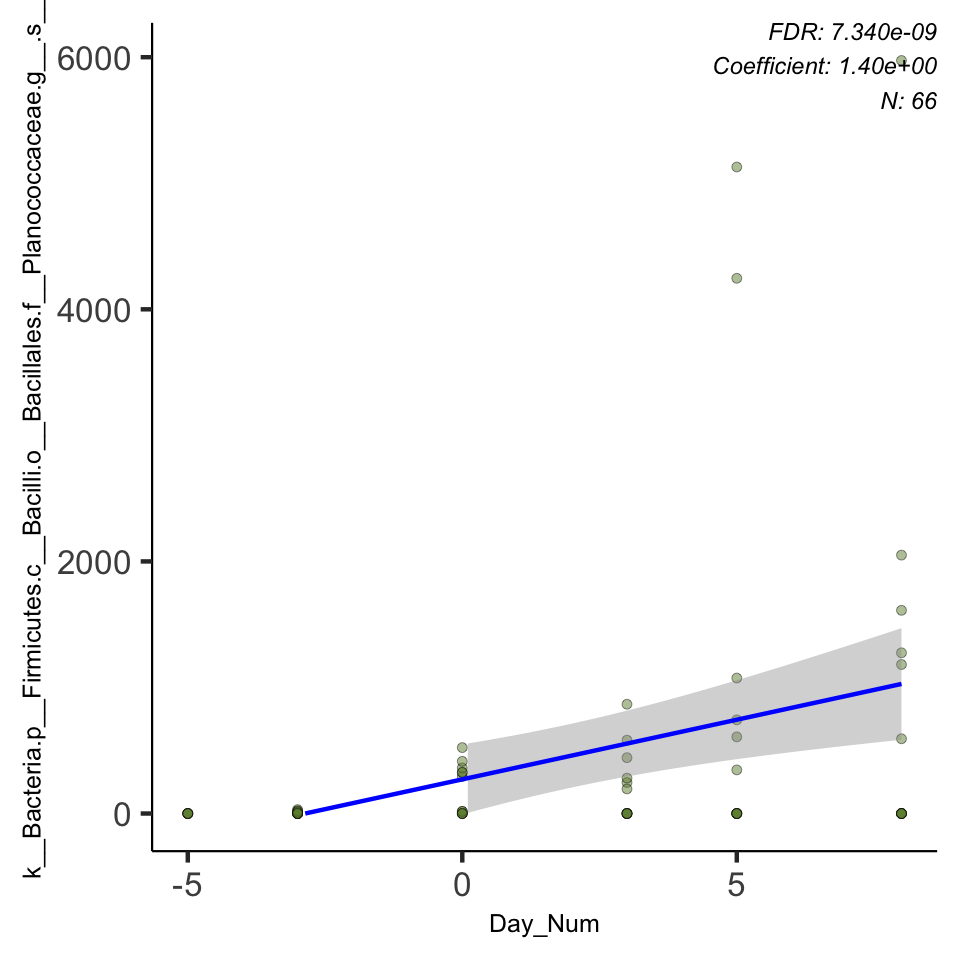 FDR: 7.340e-09
Coefficient: 1.40e+00
N: 66
k__Bacteria.p__Firmicutes.c__Bacilli.o__Bacillales.f__Planococcaceae.g__.s__
6000
4000
2000
0
-5 0 5
Day_Num